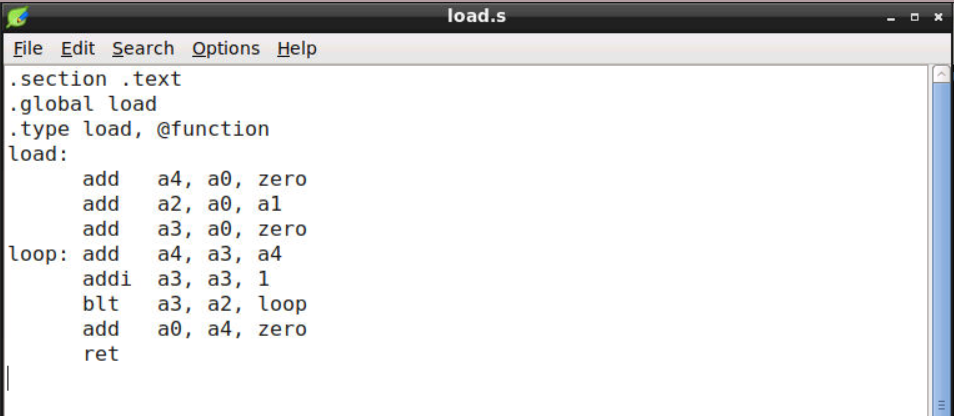 load.s
File Edit Search Options Help
.section .text
.global load
.type load, @function
load:
      add   a4, a0, zero
      add   a2, a0, a1
      add   a3, a0, zero
loop: add   a4, a3, a4
      addi  a3, a3, 1
      blt   a3, a2, loop
      add   a0, a4, zero
      ret